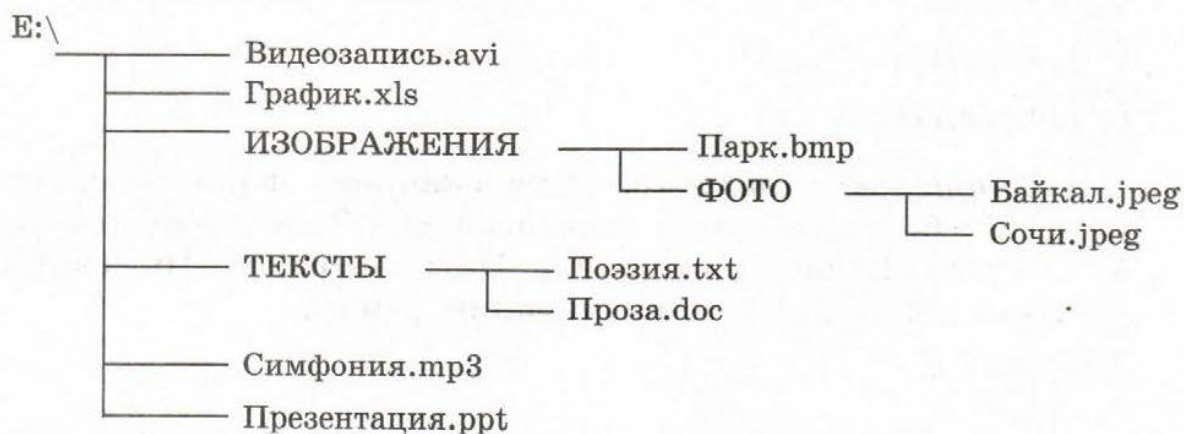 E:\
Видеозапись.avi
График.xls
ИЗОБРАЖЕНИЯ Парк.bmp
ФОТО Байкал.jpeg
Сочи.jpeg
ТЕКСТЫ Поэзия.txt
Проза.doc
Симфония.mp3
Презентация.ppt